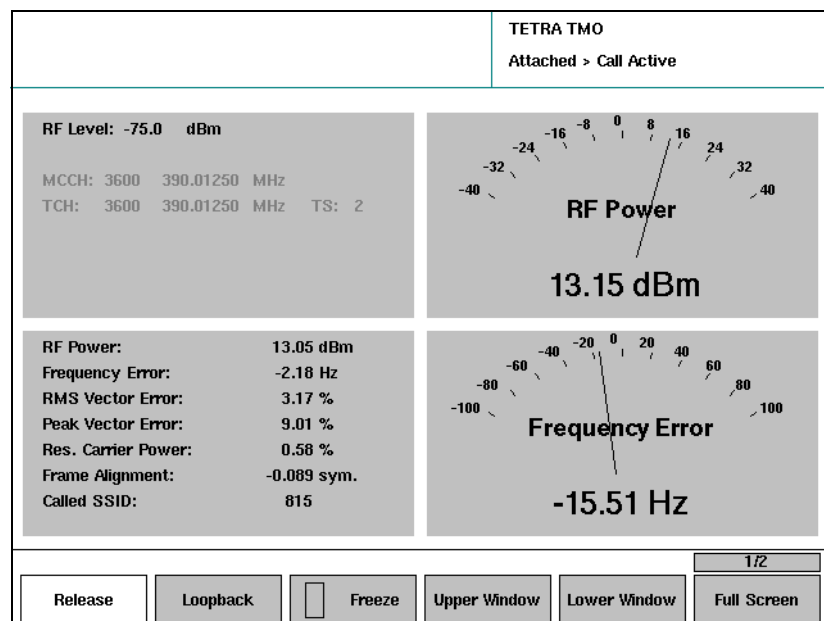 TETRA TMO
Attached > Call Active
RF Level: -75.0 dBm
MCCH: 3600 390.01250 MHz
TCH: 3600 390.01250 MHz TS: 2
-40 -32 -24 -16 -8 0 8 16 24 32 40
RF Power
13.15 dBm
RF Power: 13.05 dBm
Frequency Error: -2.18 Hz
RMS Vector Error: 3.17 %
Peak Vector Error: 9.01 %
Res. Carrier Power: 0.58 %
Frame Alignment: -0.089 sym.
Called SSID: 815
-100 -80 -60 -40 -20 0 20 40 60 80 100
Frequency Error
-15.51 Hz
1/2
Release Loopback Freeze Upper Window Lower Window Full Screen